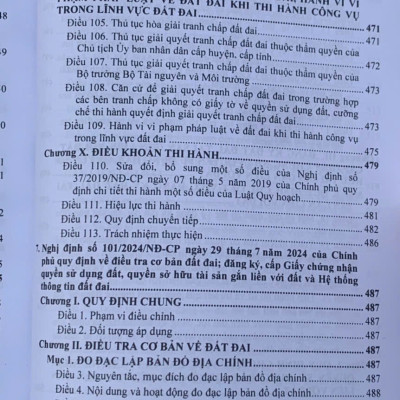 ĐẤT ĐAI KHI THI HÀNH CÔNG VỤ
TRONG LĨNH VỰC ĐẤT ĐAI 471
Điều 105. Thủ tục hòa giải tranh chấp đất đai 471
Điều 106. Thủ tục giải quyết tranh chấp đất đai thuộc thẩm quyền của
Chủ tịch Ủy ban nhân dân cấp huyện, cấp tỉnh 472
Điều 107. Thủ tục giải quyết tranh chấp đất đai thuộc thẩm quyền của
Bộ trưởng Bộ Tài nguyên và Môi trường 473
Điều 108. Căn cứ để giải quyết tranh chấp đất đai trong trường hợp
các bên tranh chấp không có giấy tờ về quyền sử dụng đất, cưỡng
chế thi hành quyết định giải quyết tranh chấp đất đai 473
Điều 109. Hành vi vi phạm pháp luật về đất đai khi thi hành công vụ
trong lĩnh vực đất đai 475
Chương X. ĐIỀU KHOẢN THI HÀNH 479
Điều 110. Sửa đổi, bổ sung một số điều của Nghị định số
37/2019/NĐ-CP ngày 07 tháng 5 năm 2019 của Chính phủ quy
định chi tiết thi hành một số điều của Luật Quy hoạch 479
Điều 111. Hiệu lực thi hành 481
Điều 112. Quy định chuyển tiếp 482
Điều 113. Trách nhiệm thực hiện 486
7. Nghị định số 101/2024/NĐ-CP ngày 29 tháng 7 năm 2024 của Chính
phủ quy định về điều tra cơ bản đất đai; đăng ký, cấp Giấy chứng nhận
quyền sử dụng đất, quyền sở hữu tài sản gắn liền với đất và Hệ thống
thông tin đất đai 487
Chương I. QUY ĐỊNH CHUNG 487
Điều 1. Phạm vi điều chỉnh 487
Điều 2. Đối tượng áp dụng 487
Chương II. ĐIỀU TRA CƠ BẢN VỀ ĐẤT ĐAI 487
Mục 1. ĐO ĐẠC LẬP BẢN ĐỒ ĐỊA CHÍNH 487
Điều 3. Nguyên tắc, mục đích đo đạc lập bản đồ địa chính 487
Điều 4. Nội dung và hoạt động đo đạc lập bản đồ địa chính 488